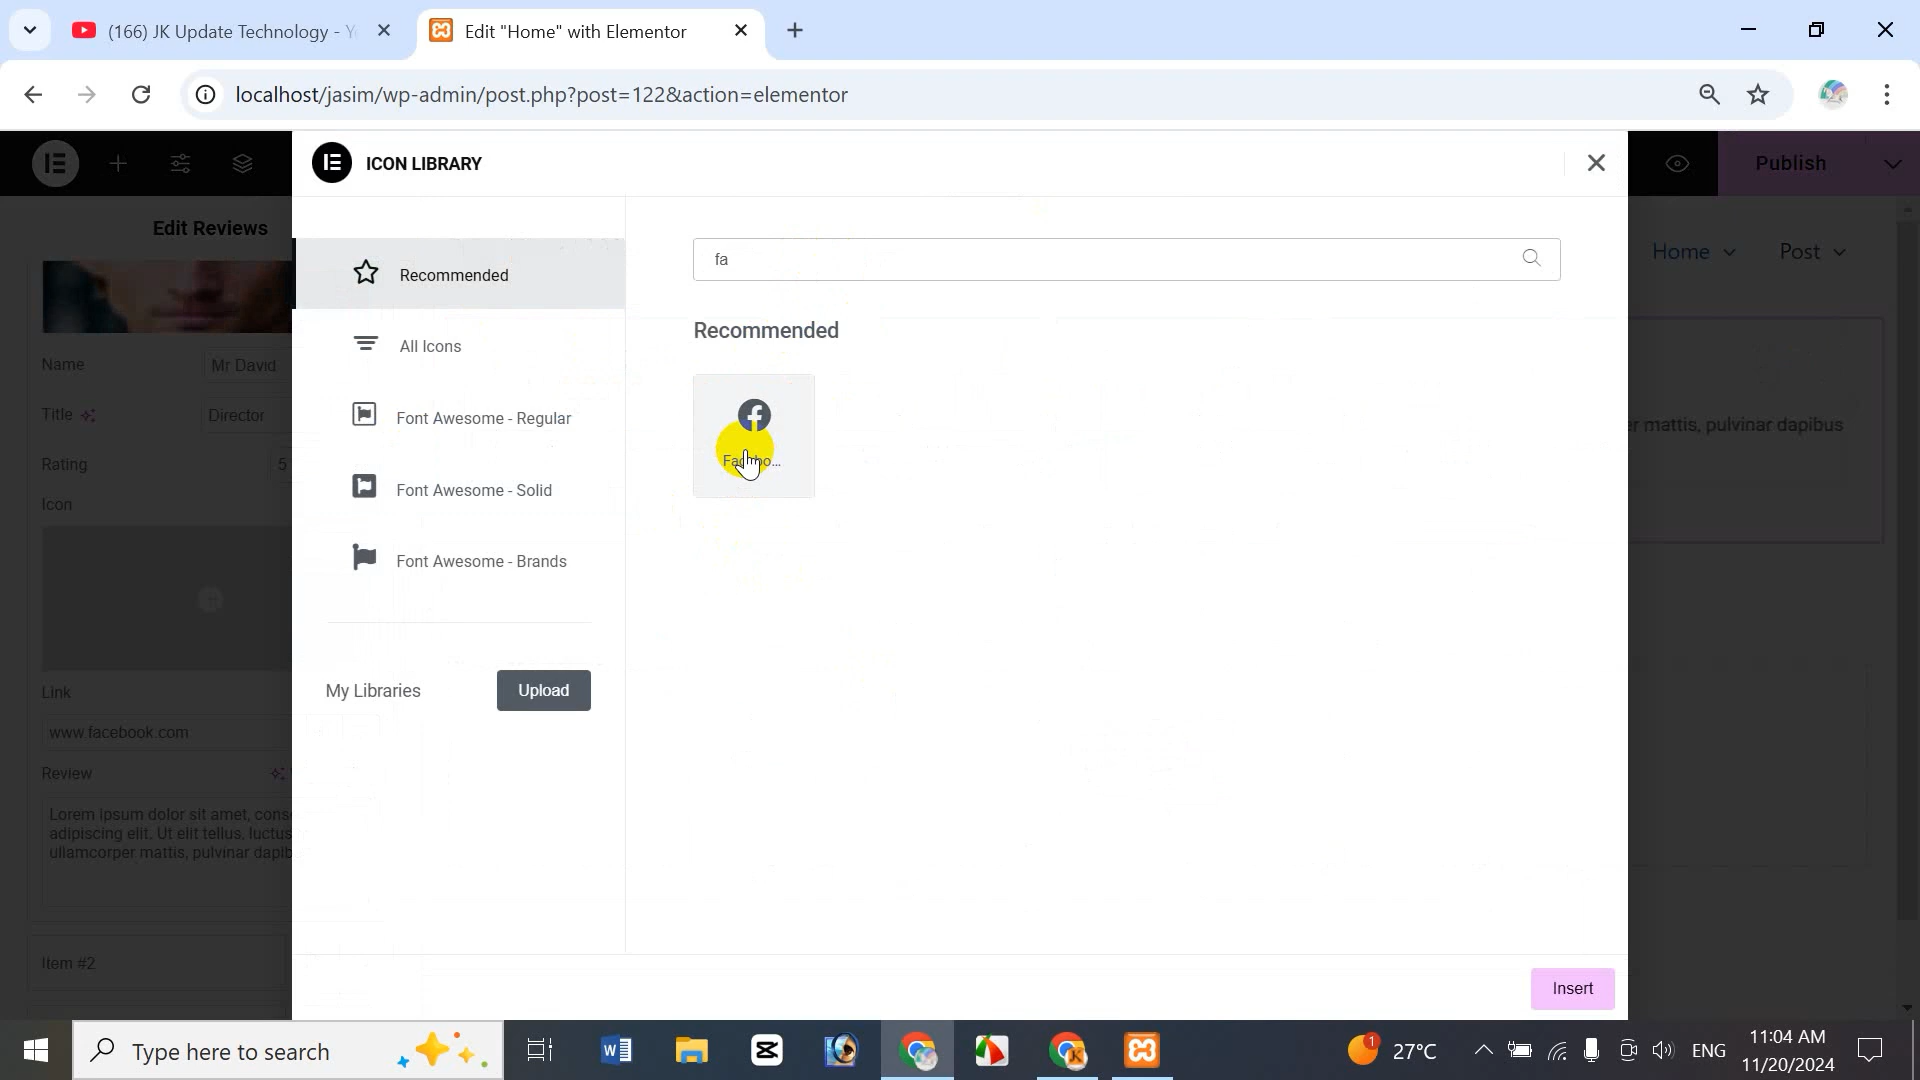 (166) JK Update Technology -
Edit "Home" with Elementor
localhost/jasim/wp-admin/post.php?post=122&action=elementor
ICON LIBRARY
Publish
Edit Reviews
Home
Post
Recommended
fa
Recommended
All Icons
Name
Mr David
Title
Director
Font Awesome - Regular
er mattis, pulvinar dapibus
Rating
5
Font Awesome - Solid
Icon
Font Awesome - Brands
My Libraries
Upload
Link
www.facebook.com
Review
Lorem ipsum dolor sit amet, cons
adipiscing elit. Ut elit tellus, luctus
ullamcorper mattis, pulvinar dapib
Item #2
Insert
Type here to search
1
27°C
ENG
11:04 AM
11/20/2024